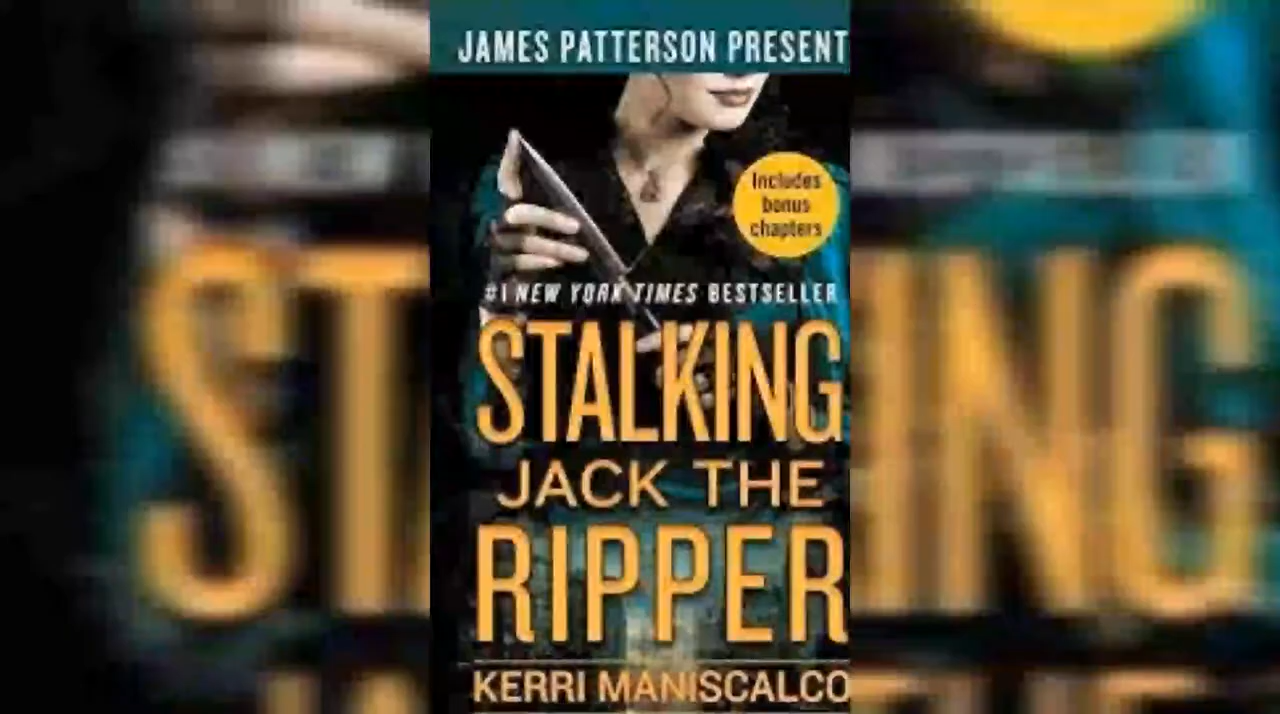 JAMES PATTERSON PRESENT
Includes
bonus
chapters
#1 NEW YORK TIMES BESTSELLER
STALKING
JACK THE
RIPPER
KERRI MANISCALCO